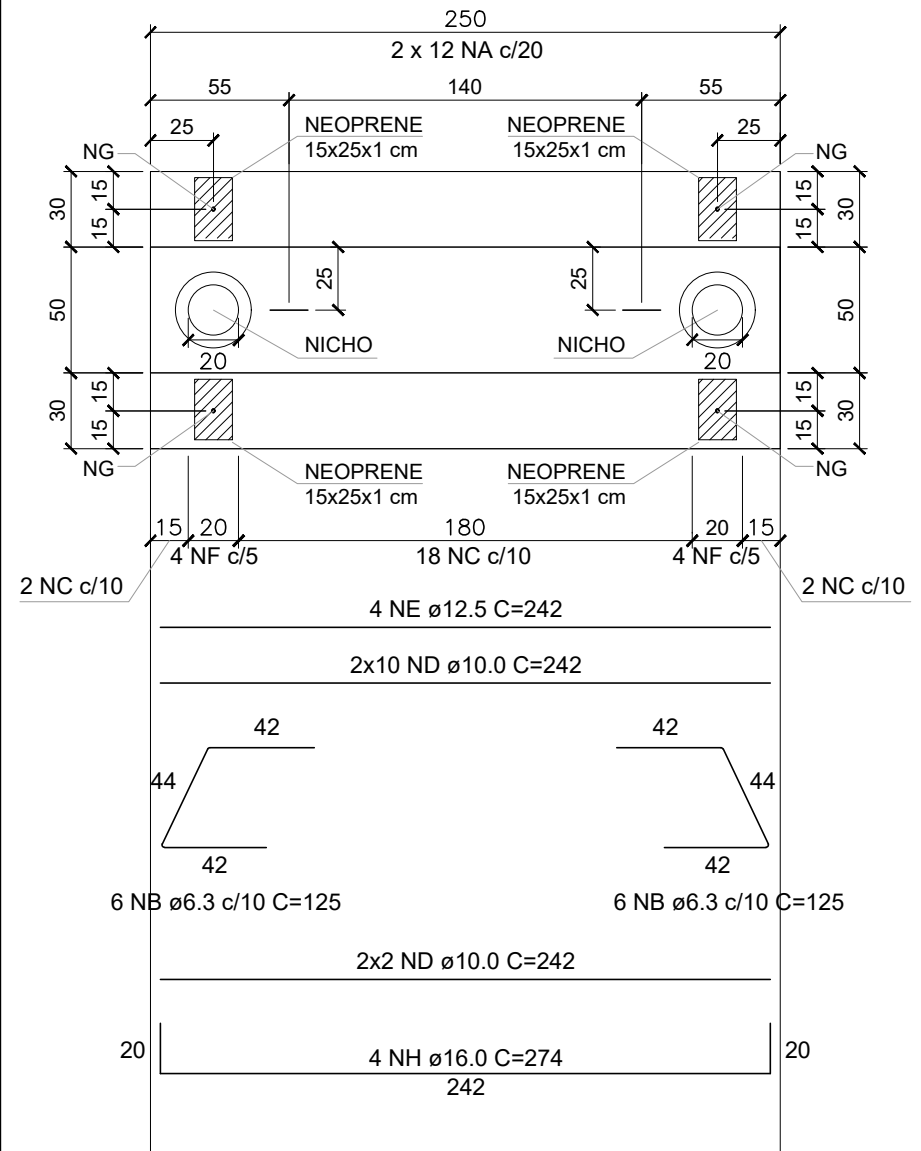 250
2 x 12 NA c/20
55
140
55
25
NEOPRENE
15x25x1 cm
NEOPRENE
15x25x1 cm
25
NG
NG
30
15
15
15
15
30
50
25
25
50
NICHO
NICHO
20
20
30
15
15
15
15
30
NG
NEOPRENE
15x25x1 cm
NEOPRENE
15x25x1 cm
NG
15
20
180
20
15
4 NF c/5
18 NC c/10
4 NF c/5
2 NC c/10
2 NC c/10
4 NE ø12.5 C=242
2x10 ND ø10.0 C=242
42
42
44
44
42
42
6 NB ø6.3 c/10 C=125
6 NB ø6.3 c/10 C=125
2x2 ND ø10.0 C=242
20
4 NH ø16.0 C=274
20
242